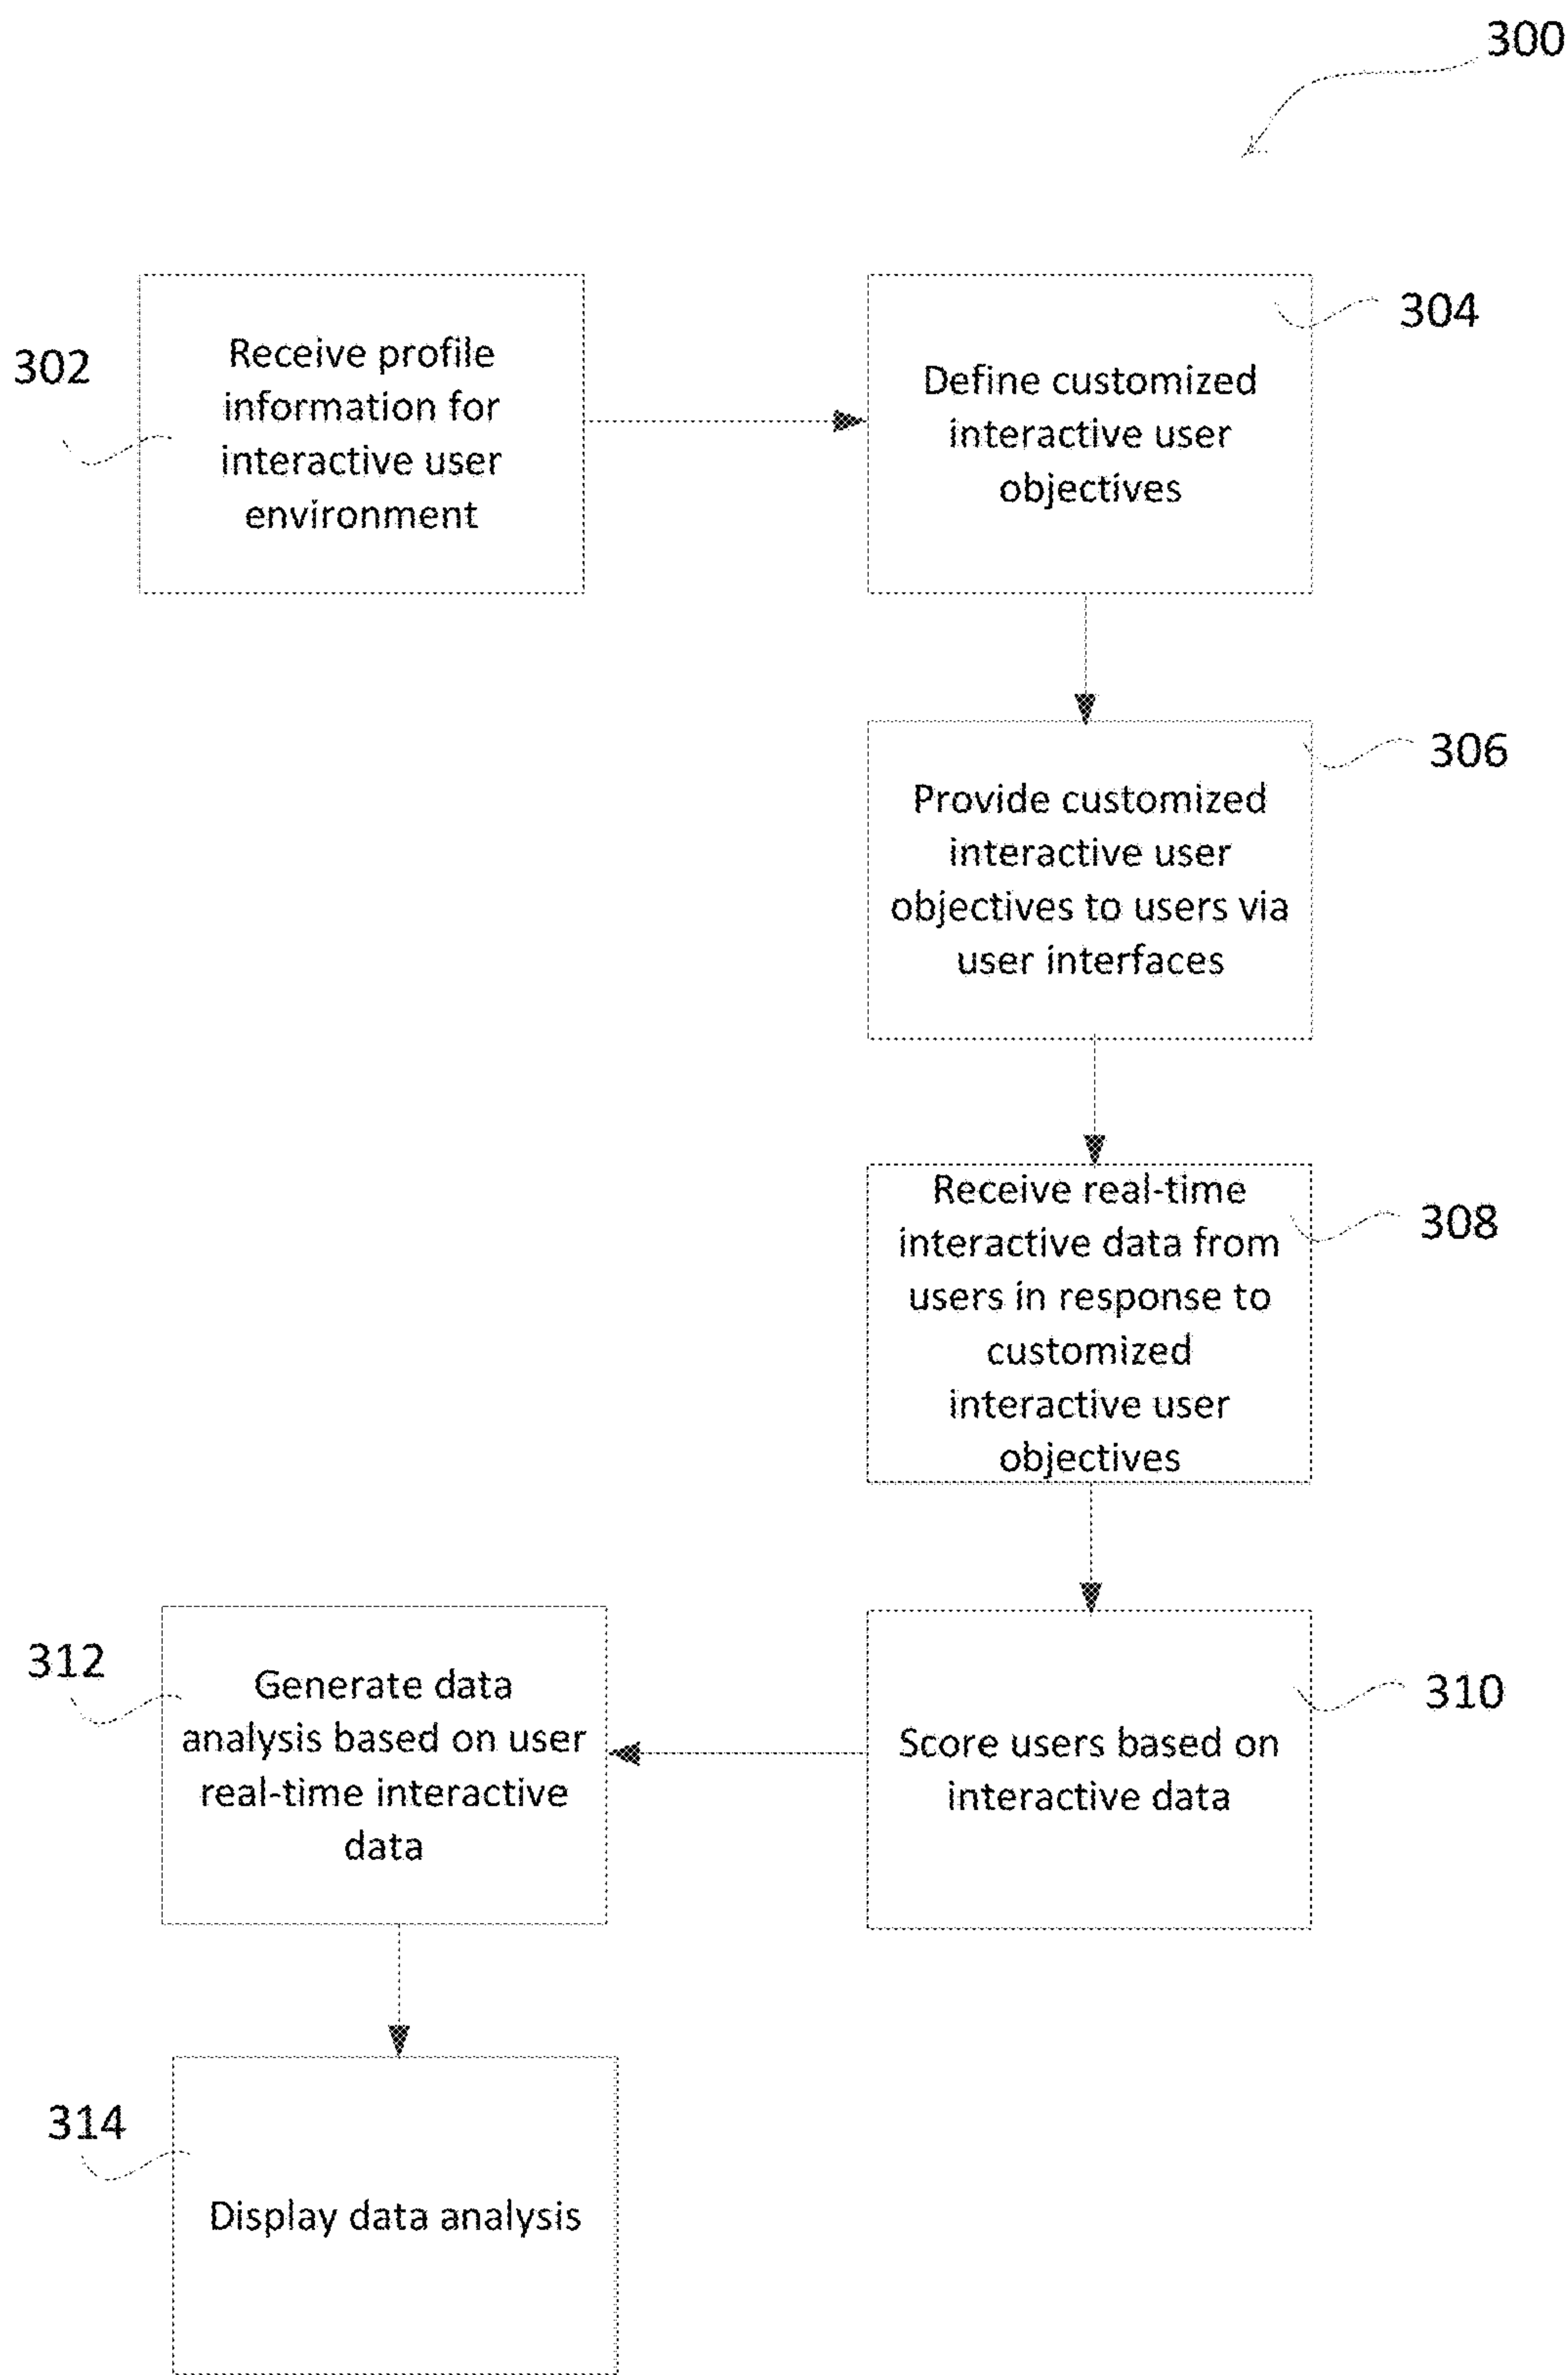 300
302
Receive profile
information for
interactive user
environment
304
Define customized
interactive user
objectives
306
Provide customized
interactive user
objectives to users via
user interfaces
308
Receive real-time
interactive data from
users in response to
customized
interactive user
objectives
310
Score users based on
interactive data
312
Generate data
analysis based on user
real-time interactive
data
314
Display data analysis